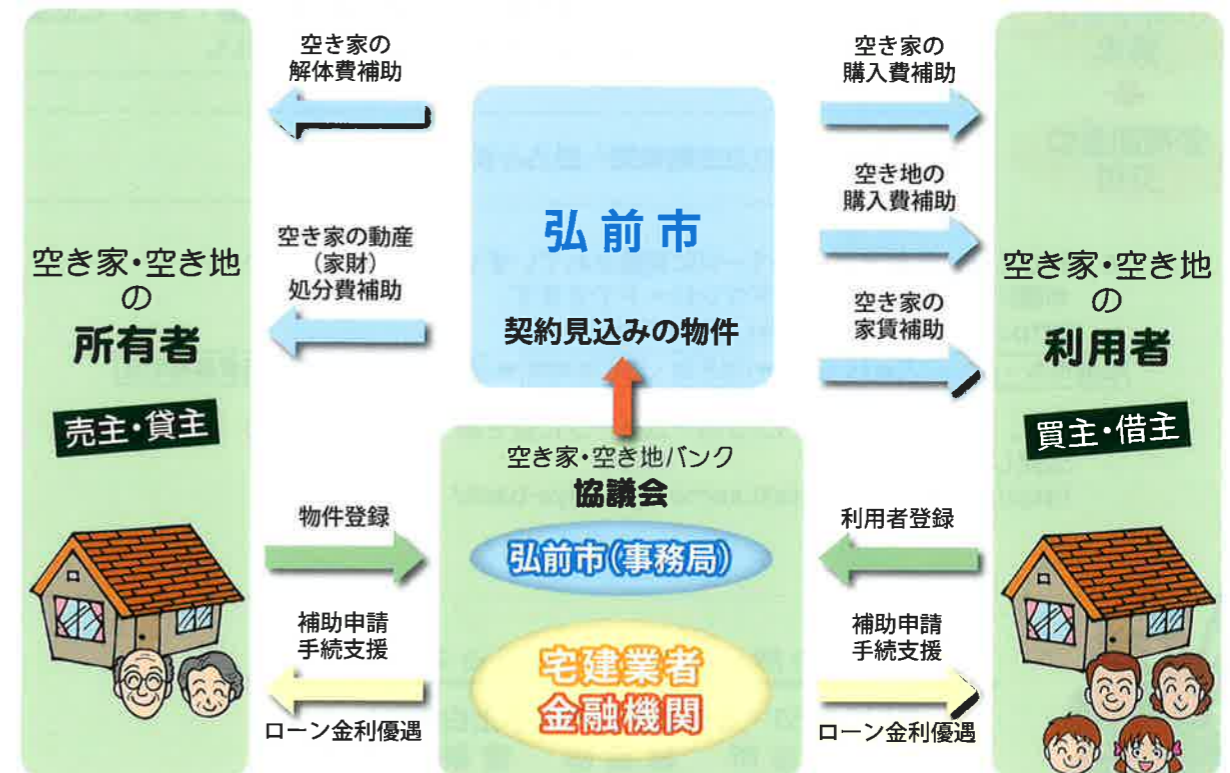 空き家の
解体費補助
空き家の動産
(家財)
処分費補助
空き家・空き地
の
所有者
売主・貸主
物件登録
補助申請
手続支援
ローン金利優遇
弘前市
契約見込みの物件
空き家・空き地バンク
協議会
弘前市(事務局)
宅建業者
金融機関
空き家の
購入費補助
空き地の
購入費補助
空き家の
家賃補助
空き家・空き地
の
利用者
買主・借主
利用者登録
補助申請
手続支援
ローン金利優遇